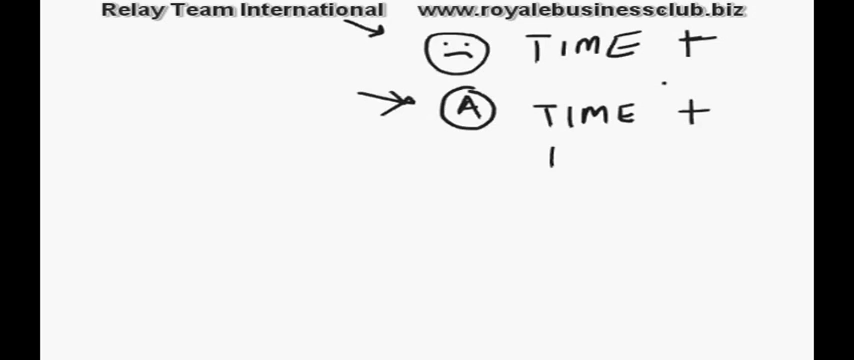 Relay Team International www.royalebusinessclub.biz
TIME +
A TIME +
I